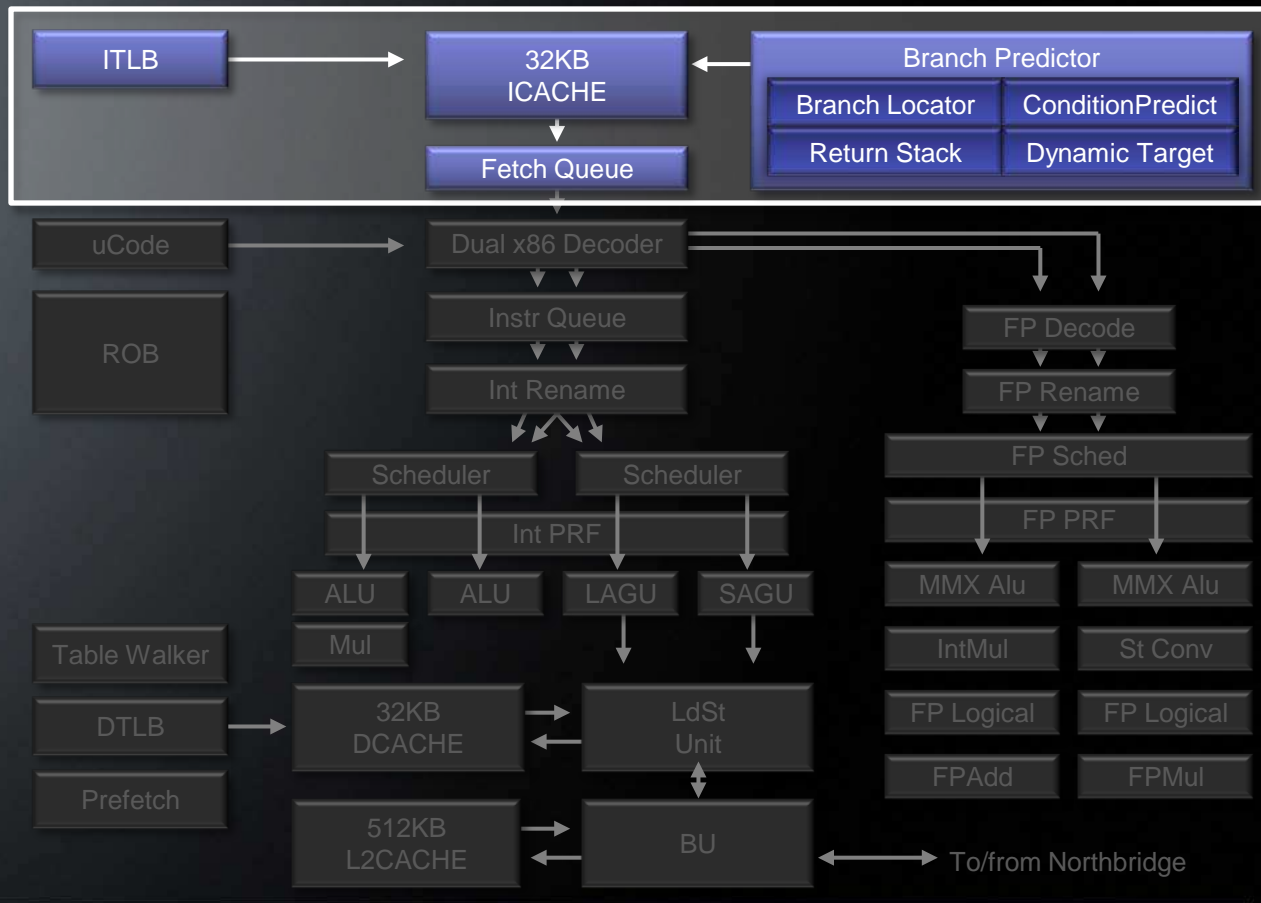 ITLB
32KB
ICACHE
Branch Predictor
Branch Locator
ConditionPredict
Return Stack
Dynamic Target
Fetch Queue
uCode
Dual x86 Decoder
ROB
Instr Queue
FP Decode
Int Rename
FP Rename
Scheduler
Scheduler
FP Sched
Int PRF
FP PRF
ALU
ALU
LAGU
SAGU
MMX Alu
MMX Alu
Mul
Table Walker
IntMul
St Conv
DTLB
32KB
DCACHE
LdSt
Unit
FP Logical
FP Logical
Prefetch
FPAdd
FPMul
512KB
L2CACHE
BU
To/from Northbridge